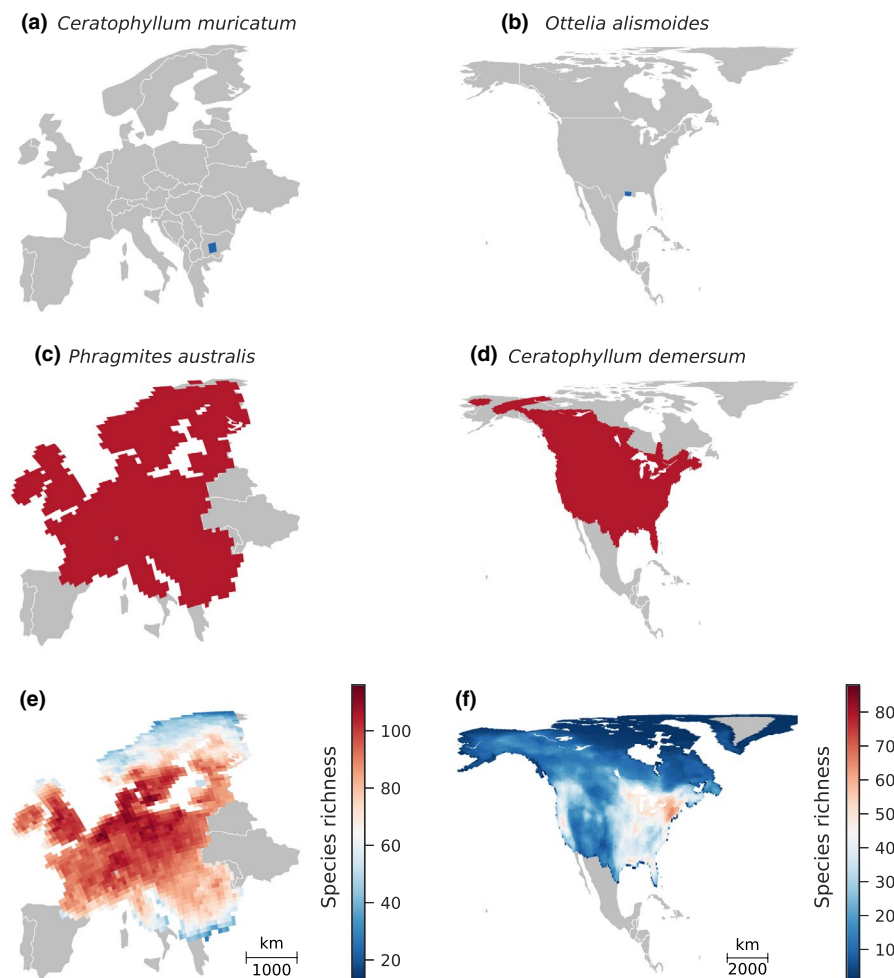 (a) Ceratophyllum muricatum
(b) Ottelia alismoides
(c) Phragmites australis
(d) Ceratophyllum demersum
(e)
100
80
60
40
20
Species richness
km
1000
(f)
80
70
60
50
40
30
20
10
Species richness
km
2000